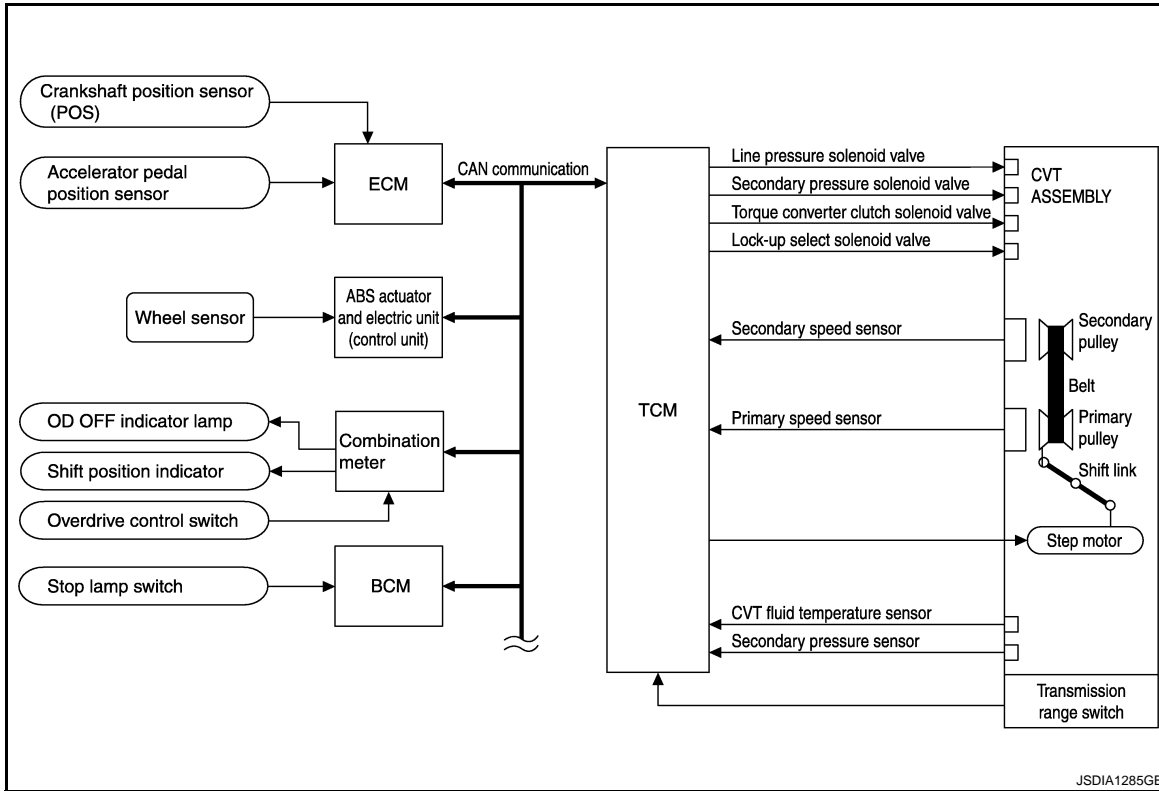 Crankshaft position sensor
(POS)
Accelerator pedal
position sensor
ECM
CAN communication
Wheel sensor
ABS actuator
and electric unit
(control unit)
OD OFF indicator lamp
Shift position indicator
Overdrive control switch
Combination
meter
Stop lamp switch
BCM
TCM
Line pressure solenoid valve
Secondary pressure solenoid valve
Torque converter clutch solenoid valve
Lock-up select solenoid valve
Secondary speed sensor
Primary speed sensor
CVT fluid temperature sensor
Secondary pressure sensor
CVT
ASSEMBLY
Secondary
pulley
Belt
Primary
pulley
Shift link
Step motor
Transmission
range switch
JSDIA1285GE